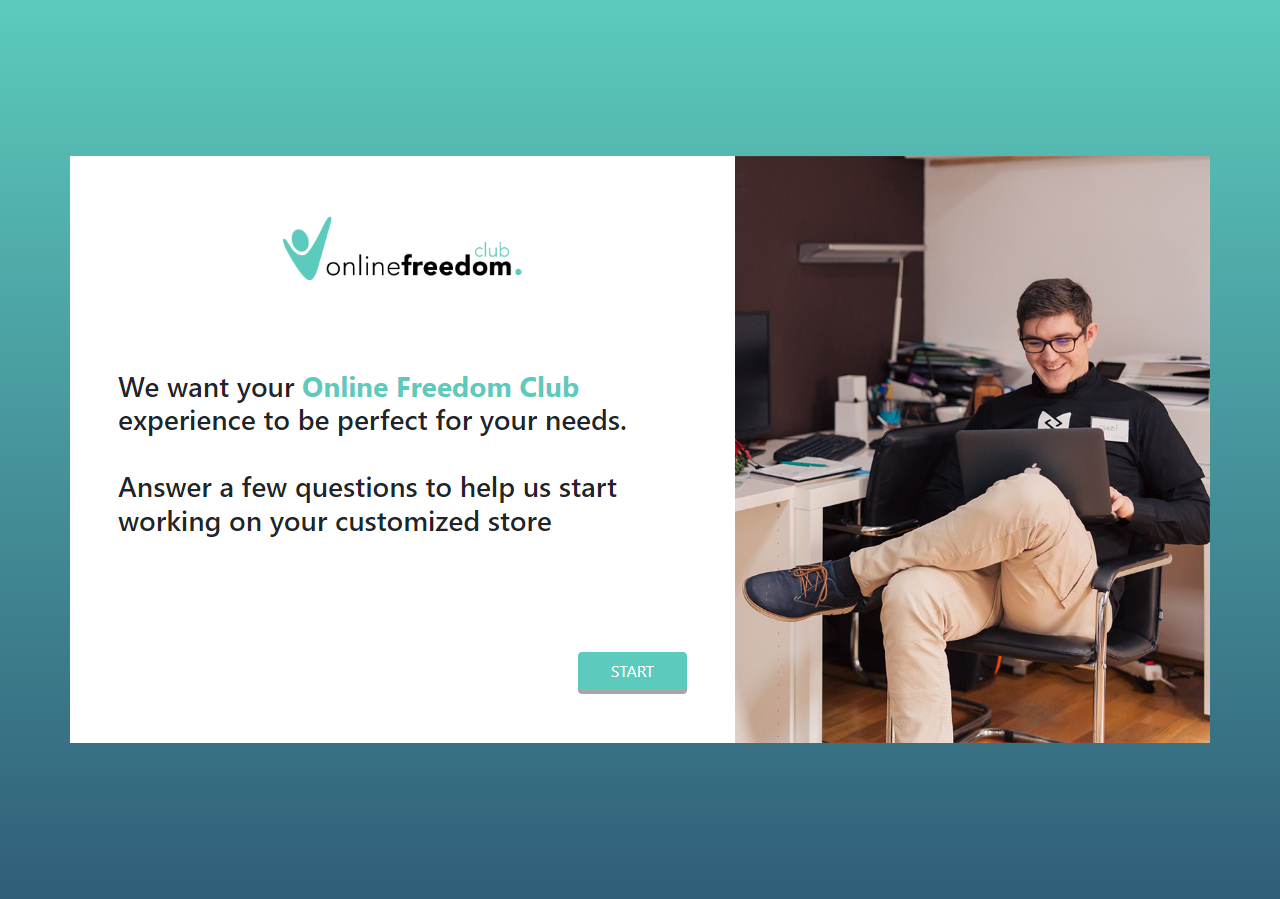 club
onlinefreedom.
We want your Online Freedom Club
experience to be perfect for your needs.
Answer a few questions to help us start
working on your customized store
START